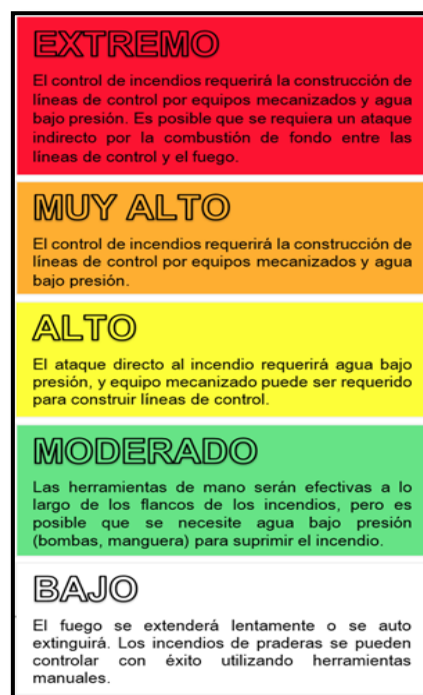 EXTREMO
El control de incendios requerirá la construcción de
líneas de control por equipos mecanizados y agua
bajo presión. Es posible que se requiera un ataque
indirecto por la combustión de fondo entre las
líneas de control y el fuego.
MUY ALTO
El control de incendios requerirá la construcción de
líneas de control por equipos mecanizados y agua
bajo presión.
ALTO
El ataque directo al incendio requerirá agua bajo
presión, y equipo mecanizado puede ser requerido
para construir líneas de control.
MODERADO
Las herramientas de mano serán efectivas a lo
largo de los flancos de los incendios, pero es
posible que se necesite agua bajo presión
(bombas, manguera) para suprimir el incendio.
BAJO
El fuego se extenderá lentamente o se auto
extinguirá. Los incendios de praderas se pueden
controlar con éxito utilizando herramientas
manuales.